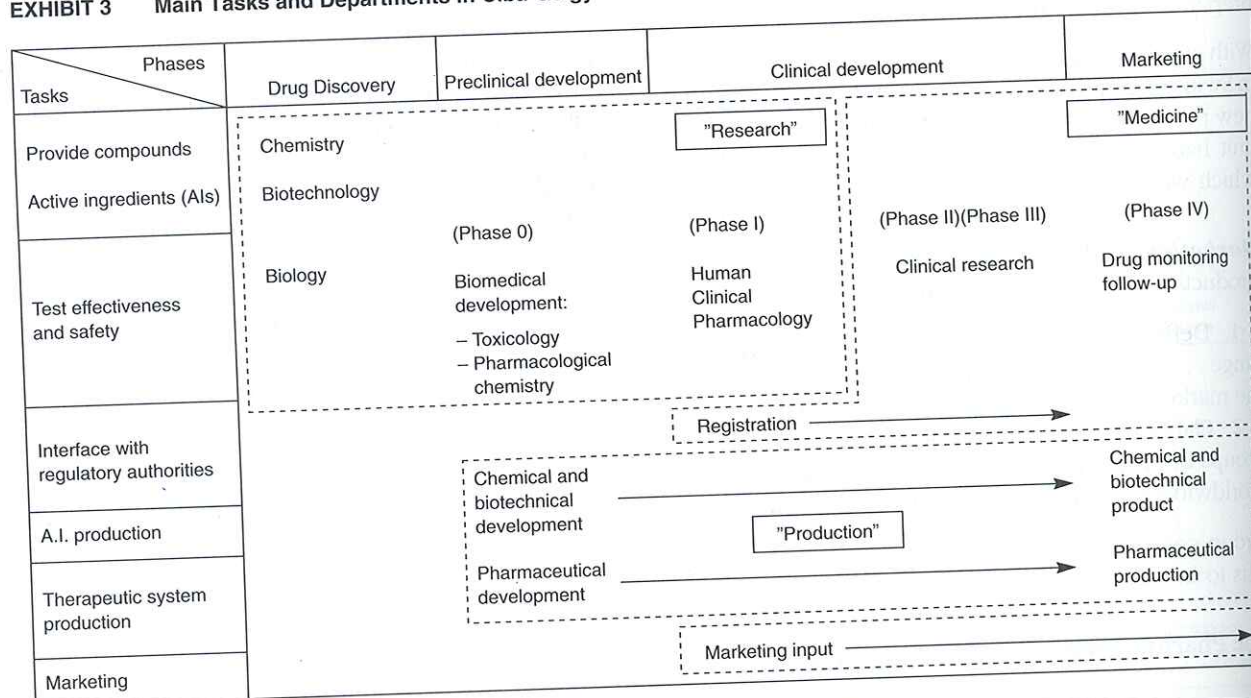 EXHIBIT 3 Main Tasks and Departments in
Phases
Tasks
Drug Discovery
Preclinical development
Clinical development
Marketing
Provide compounds
Active ingredients (AIs)
Chemistry
Biotechnology
"Research"
"Medicine"
(Phase 0)
(Phase I)
(Phase II)(Phase III)
(Phase IV)
Test effectiveness
and safety
Biology
Biomedical
development:
– Toxicology
– Pharmacological
chemistry
Human
Clinical
Pharmacology
Clinical research
Drug monitoring
follow-up
Interface with
regulatory authorities
Registration
A.I. production
Chemical and
biotechnical
development
"Production"
Chemical and
biotechnical
product
Therapeutic system
production
Pharmaceutical
development
Pharmaceutical
production
Marketing
Marketing input